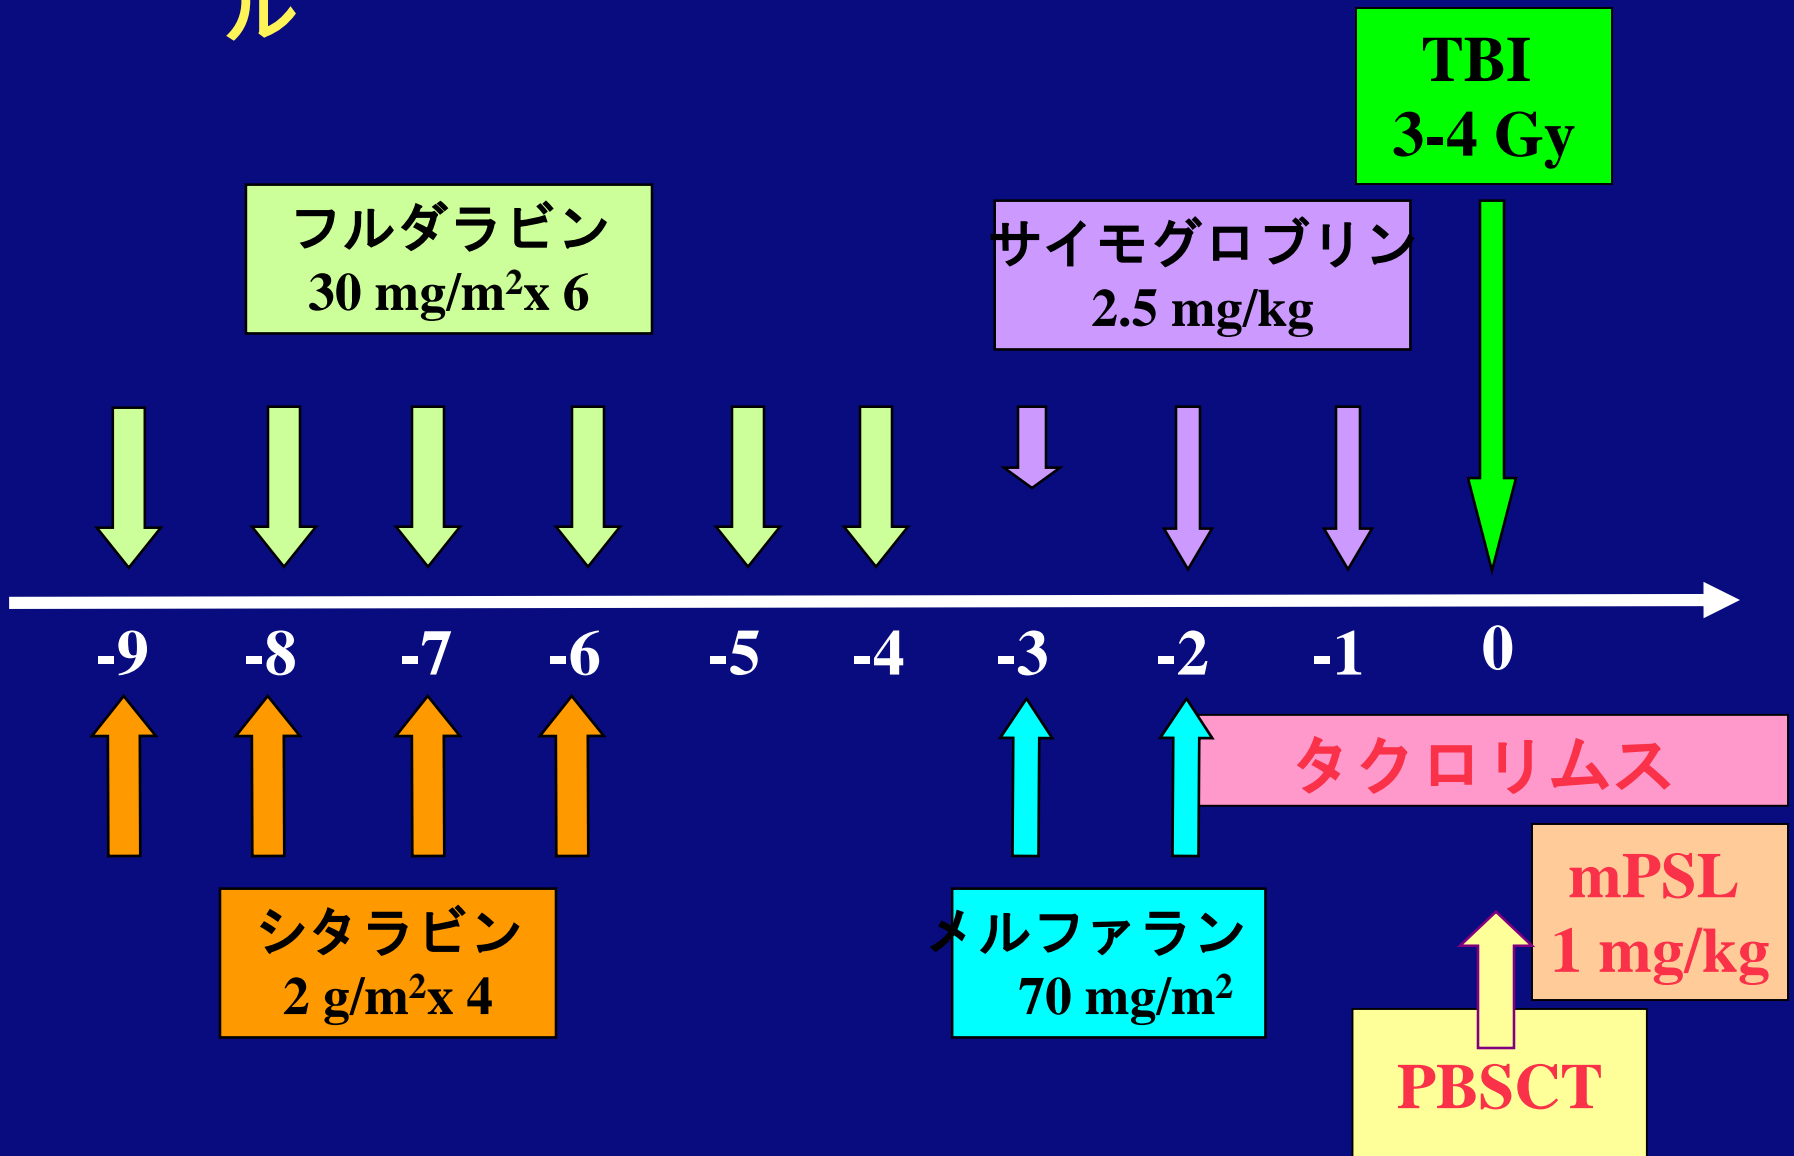 ル
TBI
3-4 Gy
フルダラビン
30 mg/m²x 6
サイモグロブリン
2.5 mg/kg
-9 -8 -7 -6 -5 -4 -3 -2 -1 0
タクロリムス
mPSL
1 mg/kg
シタラビン
2 g/m²x 4
メルファラン
70 mg/m²
PBSCT